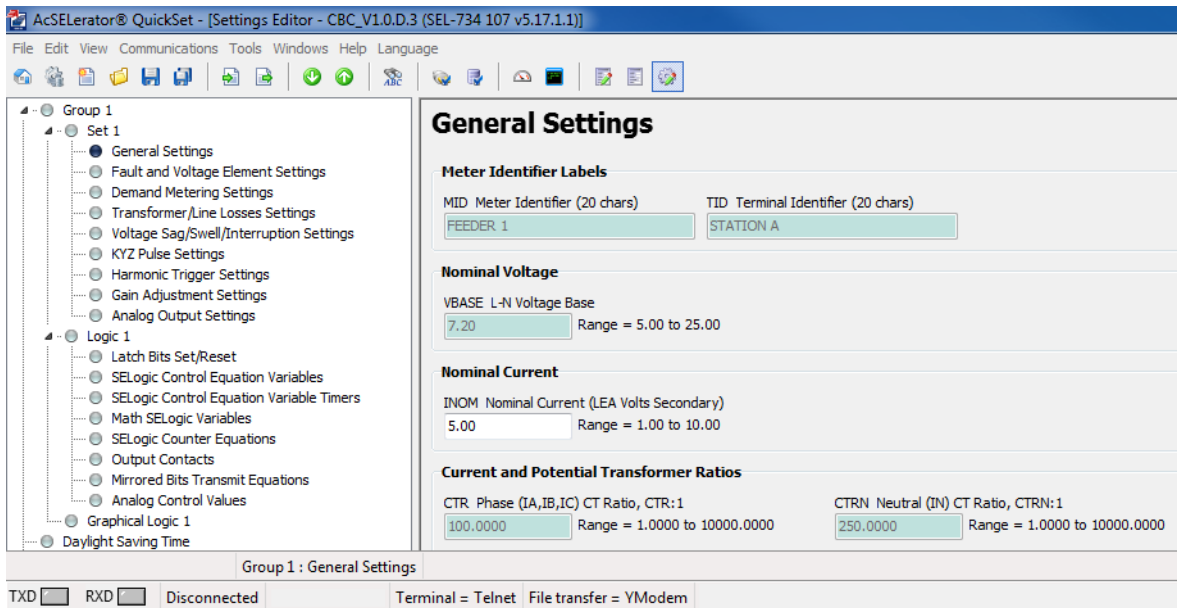 AcSELerator® QuickSet - [Settings Editor - CBC_V1.0.D.3 (SEL-734 107 v5.17.1.1)]
File Edit View Communications Tools Windows Help Language
ABC
Group 1
Set 1
General Settings
Fault and Voltage Element Settings
Demand Metering Settings
Transformer/Line Losses Settings
Voltage Sag/Swell/Interruption Settings
KYZ Pulse Settings
Harmonic Trigger Settings
Gain Adjustment Settings
Analog Output Settings
Logic 1
Latch Bits Set/Reset
SELogic Control Equation Variables
SELogic Control Equation Variable Timers
Math SELogic Variables
SELogic Counter Equations
Output Contacts
Mirrored Bits Transmit Equations
Analog Control Values
Graphical Logic 1
Daylight Saving Time
General Settings
Meter Identifier Labels
MID Meter Identifier (20 chars) TID Terminal Identifier (20 chars)
FEEDER 1 STATION A
Nominal Voltage
VBASE L-N Voltage Base
7.20 Range = 5.00 to 25.00
Nominal Current
INOM Nominal Current (LEA Volts Secondary)
5.00 Range = 1.00 to 10.00
Current and Potential Transformer Ratios
CTR Phase (IA,IB,IC) CT Ratio, CTR:1 CTRN Neutral (IN) CT Ratio, CTRN:1
100.0000 Range = 1.0000 to 10000.0000 250.0000 Range = 1.0000 to 10000.0000
Group 1 : General Settings
TXD RXD Disconnected Terminal = Telnet File transfer = YModem